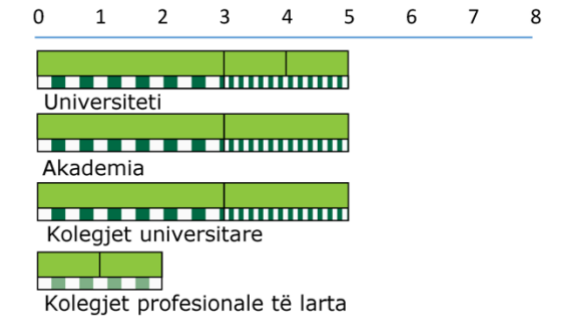 0 1 2 3 4 5 6 7 8
Universiteti
Akademia
Kolegjet universitare
Kolegjet profesionale të larta